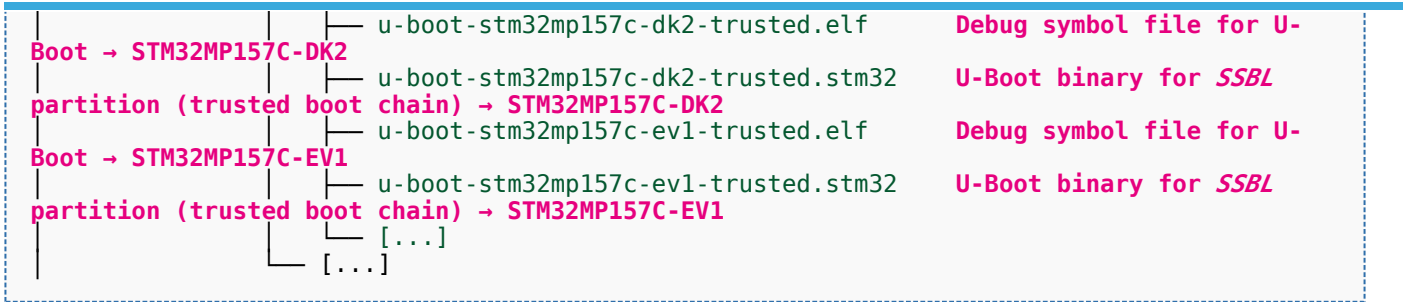 │                   │   ├── u-boot-stm32mp157c-dk2-trusted.elf     Debug symbol file for U-
Boot → STM32MP157C-DK2
│                   │   ├── u-boot-stm32mp157c-dk2-trusted.stm32   U-Boot binary for SSBL
partition (trusted boot chain) → STM32MP157C-DK2
│                   │   ├── u-boot-stm32mp157c-ev1-trusted.elf     Debug symbol file for U-
Boot → STM32MP157C-EV1
│                   │   ├── u-boot-stm32mp157c-ev1-trusted.stm32   U-Boot binary for SSBL
partition (trusted boot chain) → STM32MP157C-EV1
│                   │   └── [...]
│                   └── [...]